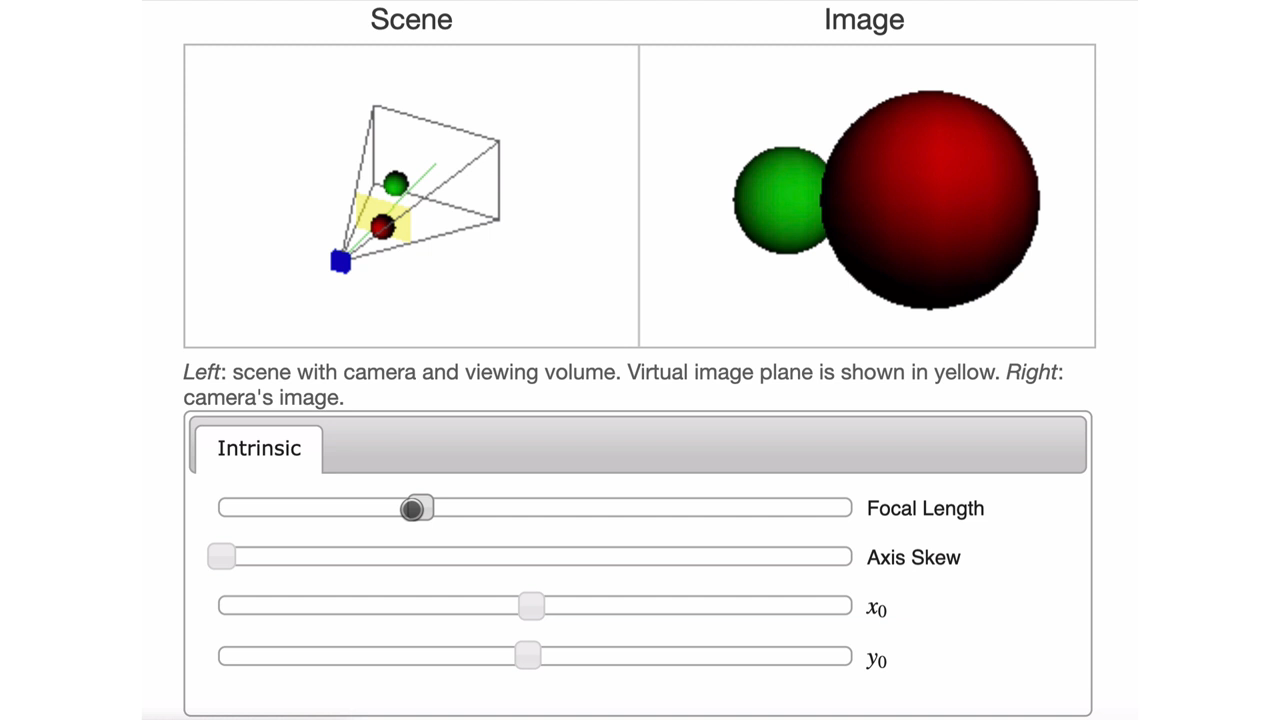 Scene
Image
Left: scene with camera and viewing volume. Virtual image plane is shown in yellow. Right:
camera's image.
Intrinsic
Focal Length
Axis Skew
x₀
y₀